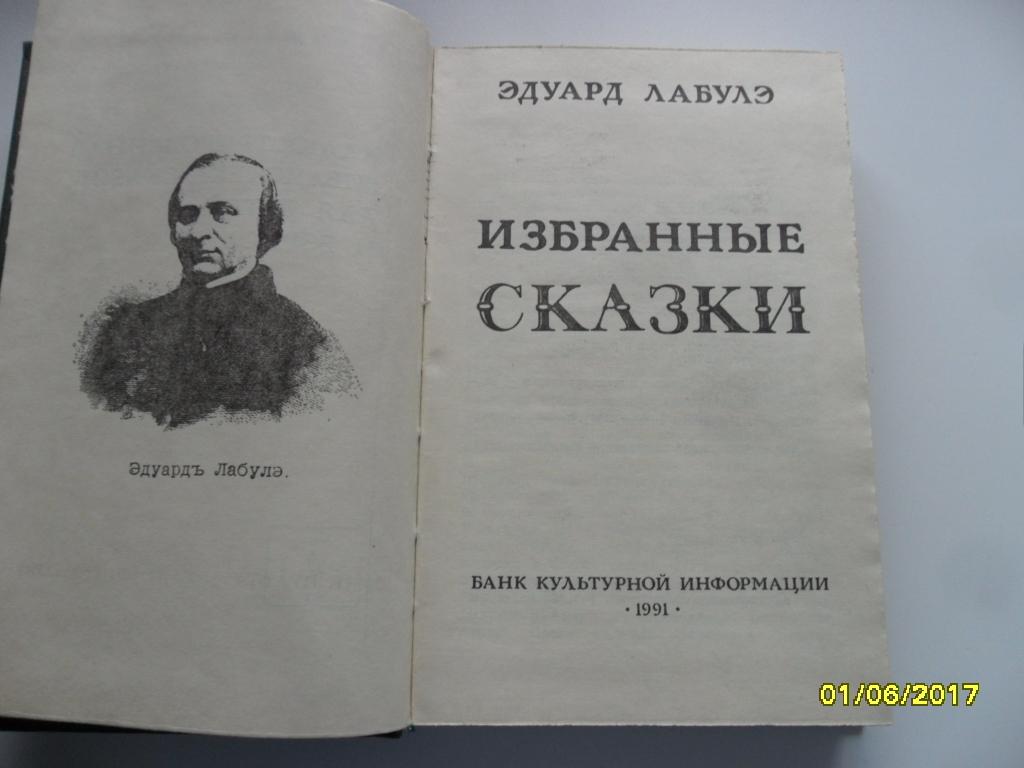 Эдуардъ Лабулэ.
ЭДУАРД ЛАБУЛЭ
ИЗБРАННЫЕ
СКАЗКИ
БАНК КУЛЬТУРНОЙ ИНФОРМАЦИИ
· 1991 ·
01/06/2017